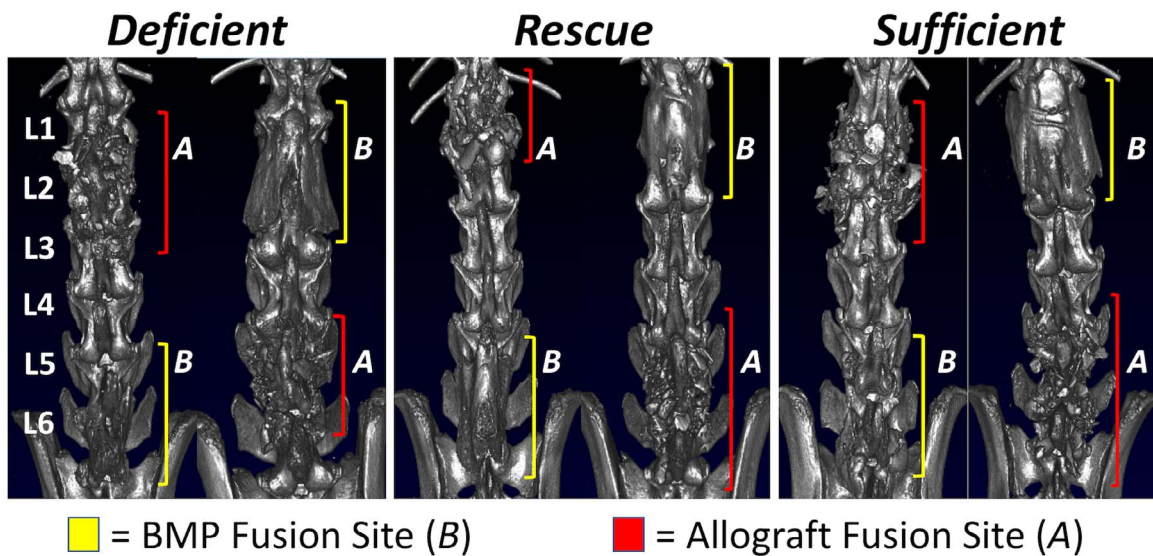 Deficient
Rescue
Sufficient
L1
L2
L3
L4
L5
L6
A
B
B
A
A
B
B
A
A
B
B
A
= BMP Fusion Site (B)
= Allograft Fusion Site (A)